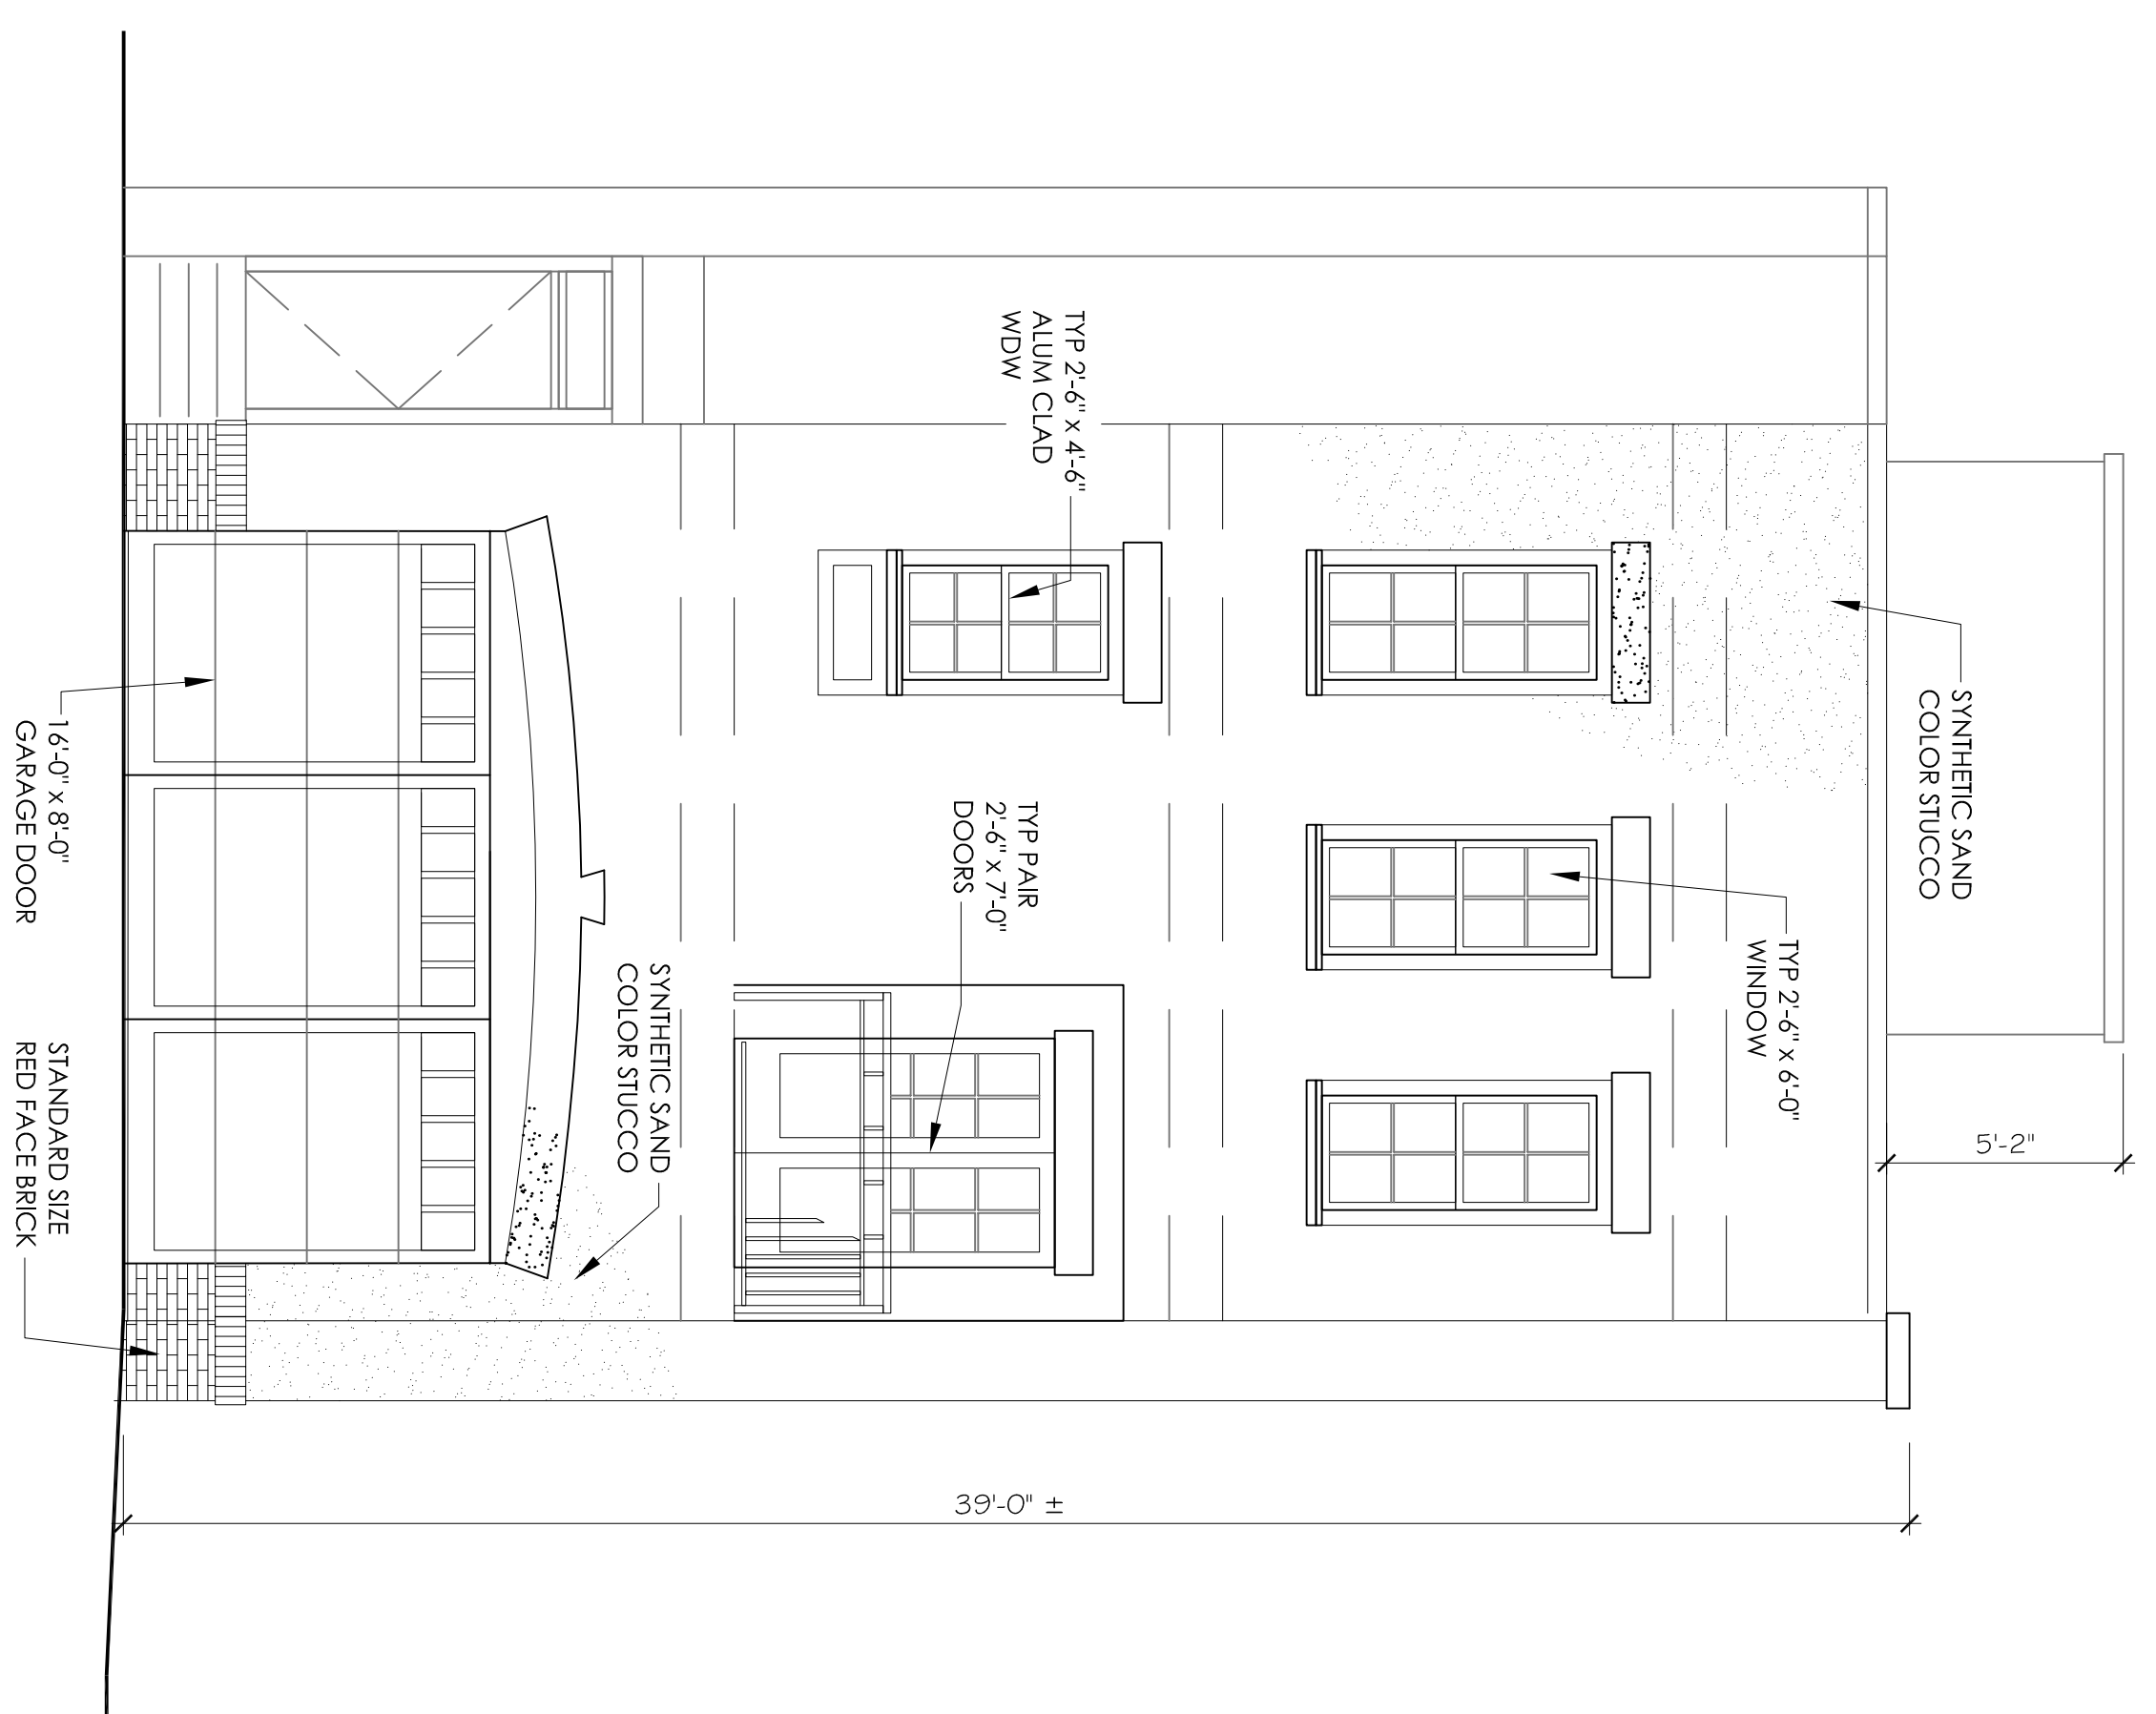 SYNTHETIC SAND
COLOR STUCCO
5'-2"
TYP 2'-6" x 6'-0"
WINDOW
TYP 2'-6" x 4'-6"
ALUM CLAD
WDW
TYP PAIR
2'-6" x 7'-0"
DOORS
39'-0" ±
SYNTHETIC SAND
COLOR STUCCO
16'-0" x 8'-0"
GARAGE DOOR
STANDARD SIZE
RED FACE BRICK